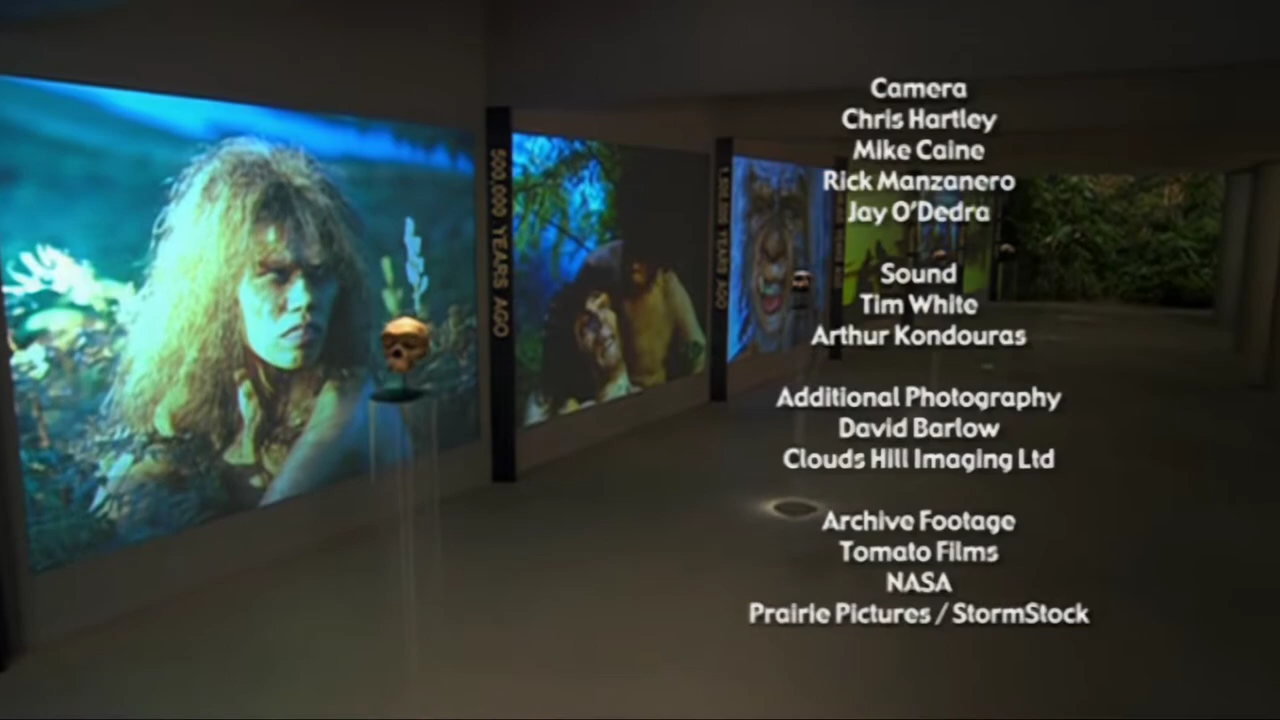 500,000 YEARS AGO
Camera
Chris Hartley
Mike Caine
Rick Manzanero
Jay O'Dedra
Sound
Tim White
Arthur Kondouras
Additional Photography
David Barlow
Clouds Hill Imaging Ltd
Archive Footage
Tomato Films
NASA
Prairie Pictures / StormStock